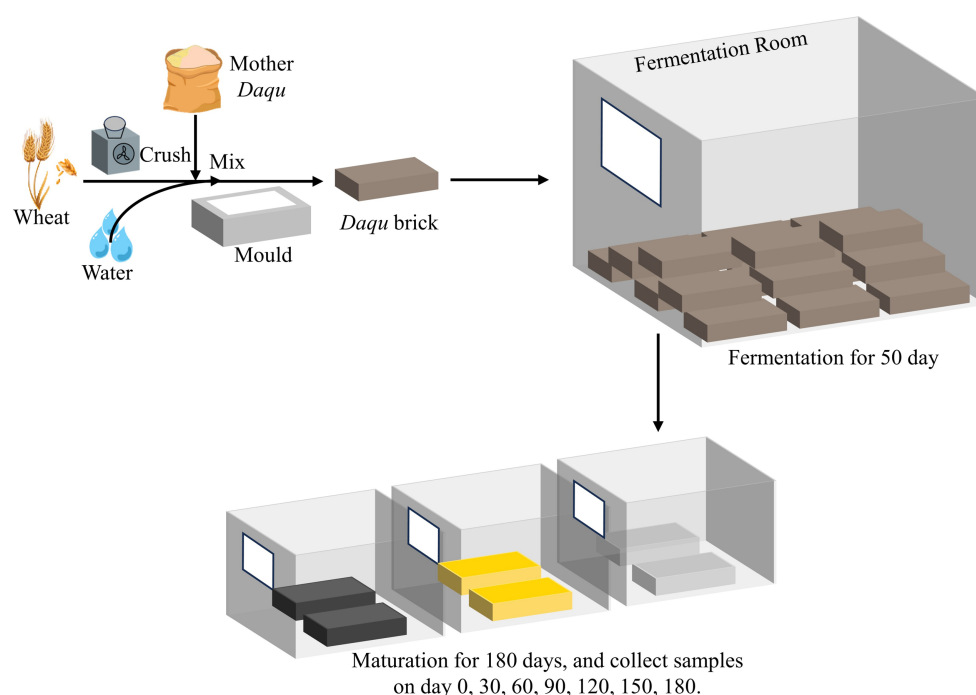 Mother
Daqu
Fermentation Room
Crush
Mix
Wheat
Daqu brick
Mould
Water
Fermentation for 50 day
Maturation for 180 days, and collect samples
on day 0, 30, 60, 90, 120, 150, 180.